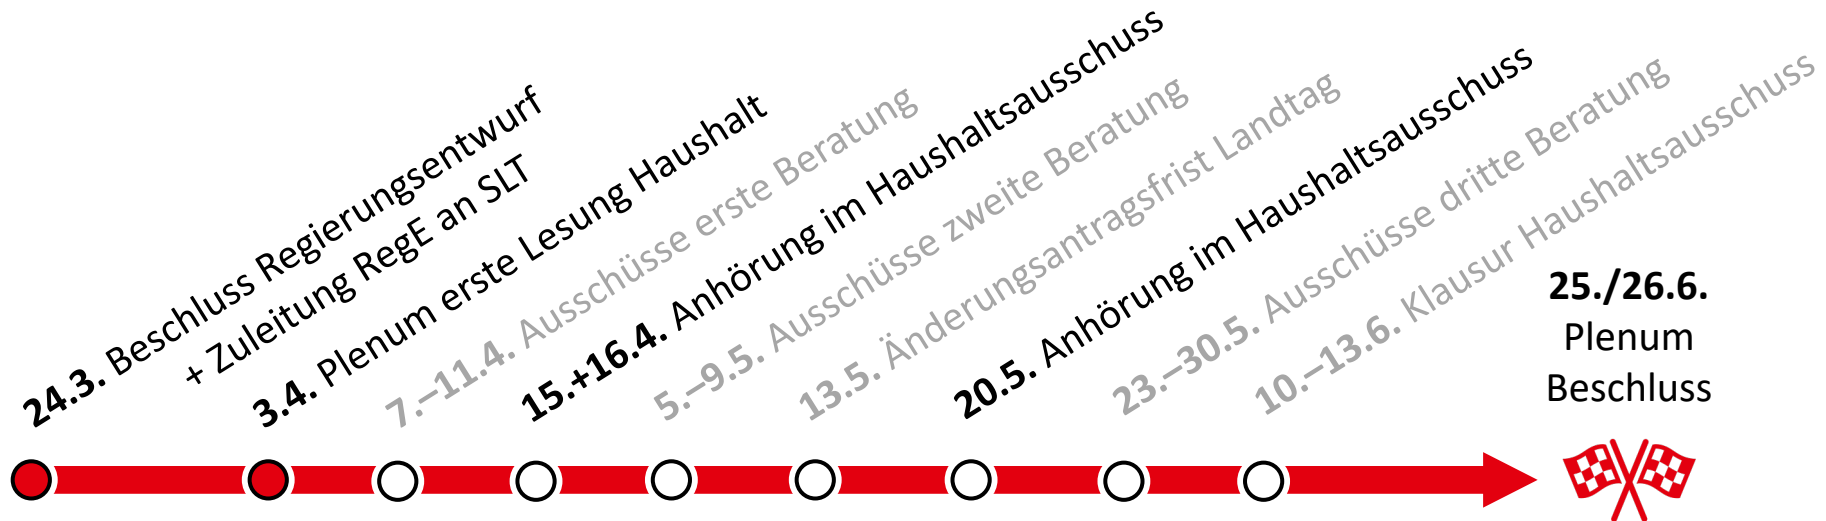 24.3. Beschluss Regierungsentwurf
+ Zuleitung RegE an SLT
3.4. Plenum erste Lesung Haushalt
7.–11.4. Ausschüsse erste Beratung
15.+16.4. Anhörung im Haushaltsausschuss
5.–9.5. Ausschüsse zweite Beratung
13.5. Änderungsantragsfrist Landtag
20.5. Anhörung im Haushaltsausschuss
23.–30.5. Ausschüsse dritte Beratung
10.–13.6. Klausur Haushaltsausschuss
25./26.6.
Plenum
Beschluss